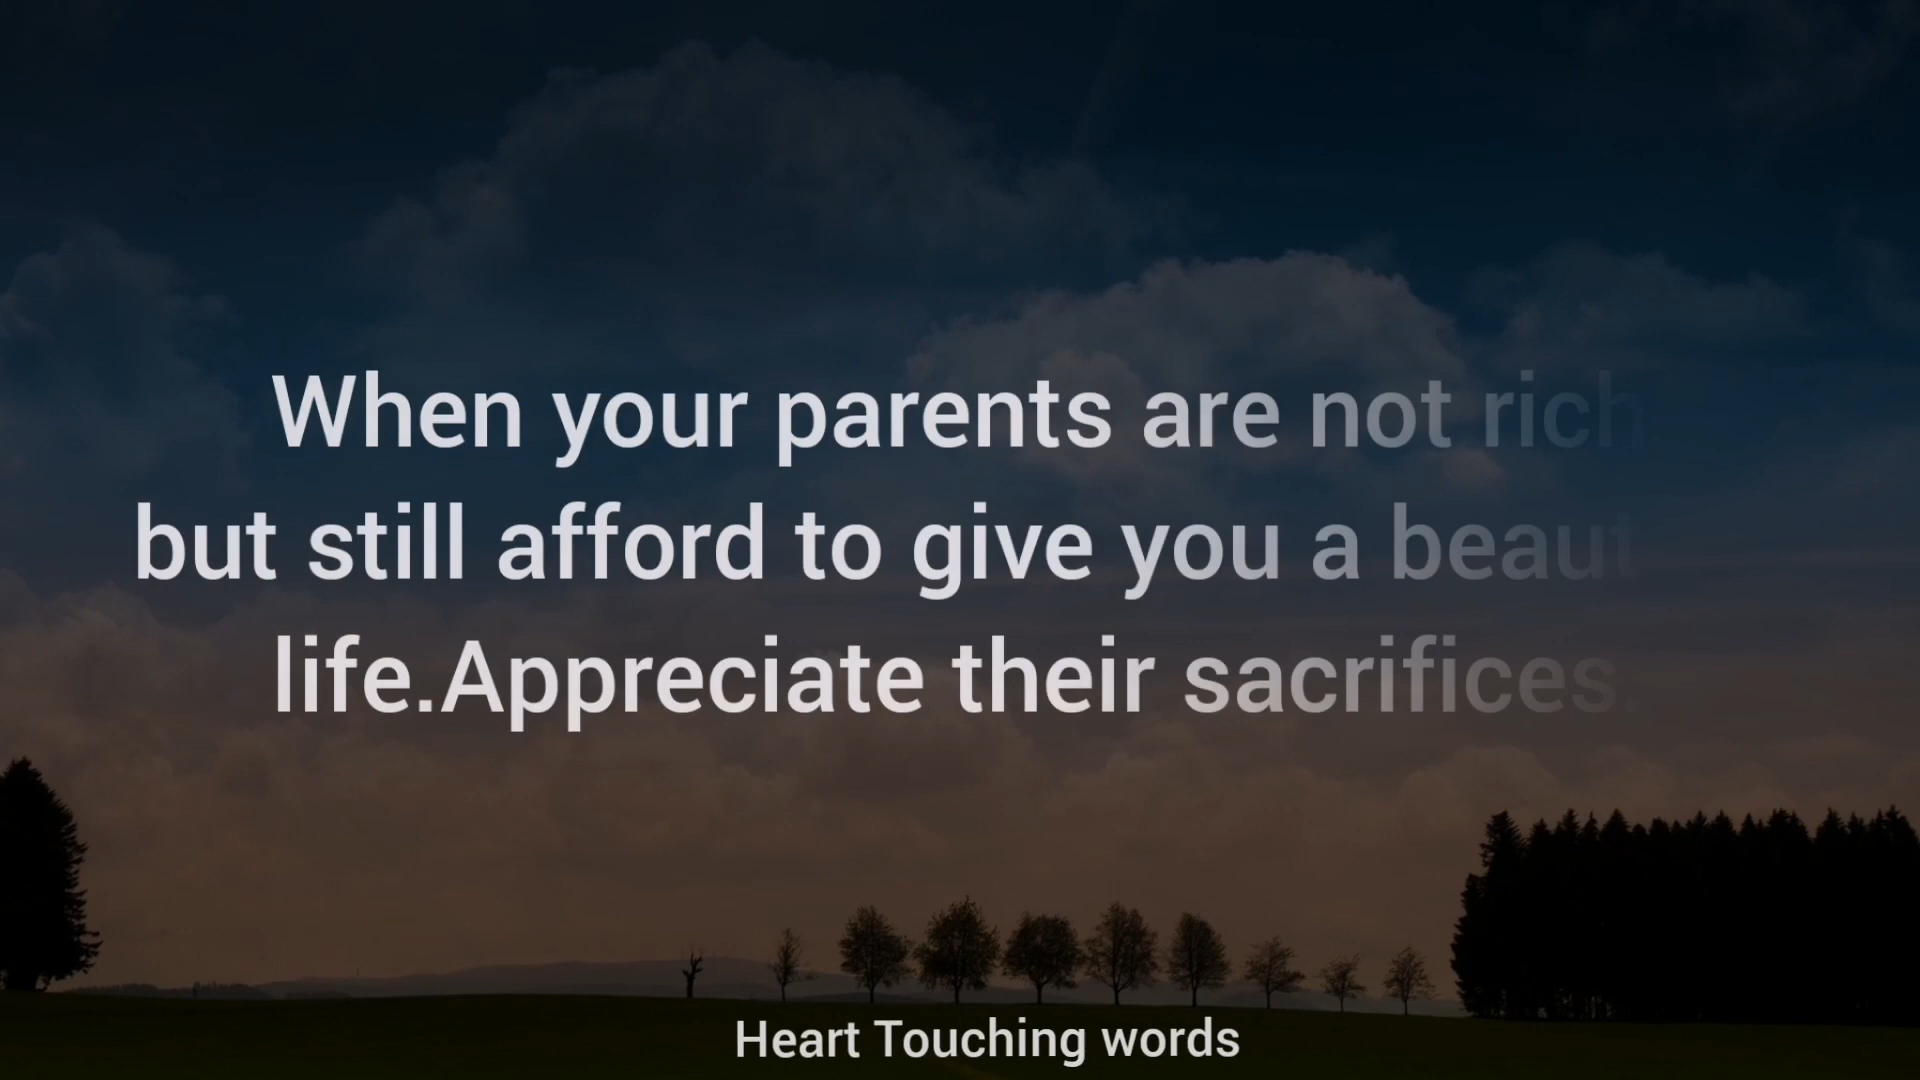 When your parents are not rich
but still afford to give you a beaut
life.Appreciate their sacrifices.
Heart Touching words